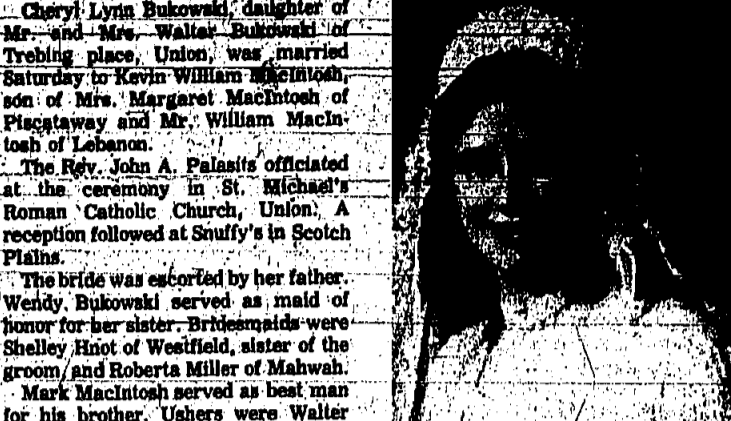 Cheryl Lynn Bukowski, daughter of
Mr. and Mrs. Walter Bukowski of
Trebing place, Union, was married
Saturday to Kevin William MacIntosh,
son of Mrs. Margaret MacIntosh of
Piscataway and Mr. William MacIn-
tosh of Lebanon.
The Rev. John A. Palasits officiated
at the ceremony in St. Michael's
Roman Catholic Church, Union. A
reception followed at Snuffy's in Scotch
Plains.
The bride was escorted by her father.
Wendy Bukowski served as maid of
honor for her sister. Bridesmaids were
Shelley Hnot of Westfield, sister of the
groom, and Roberta Miller of Mahwah.
Mark MacIntosh served as best man
for his brother. Ushers were Walter